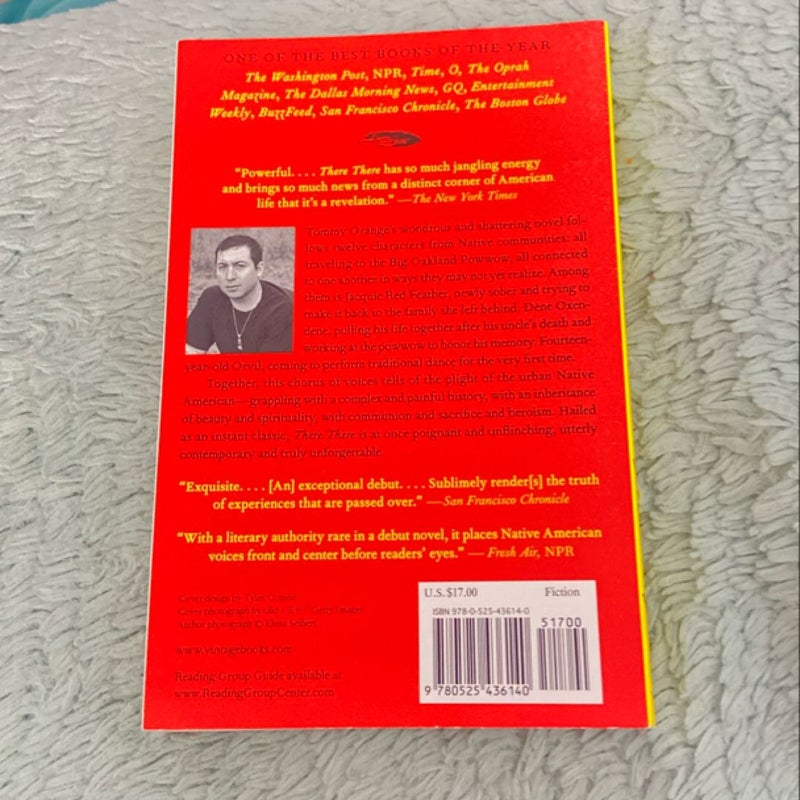 ONE OF THE BEST BOOKS OF THE YEAR
The Washington Post, NPR, Time, O, The Oprah
Magazine, The Dallas Morning News, GQ, Entertainment
Weekly, BuzzFeed, San Francisco Chronicle, The Boston Globe
“Powerful. . . . There There has so much jangling energy
and brings so much news from a distinct corner of American
life that it's a revelation.” —The New York Times
Tommy Orange's wondrous and shattering novel fol-
lows twelve characters from Native communities: all
traveling to the Big Oakland Powwow, all connected
to one another in ways they may not yet realize. Among
them is Jacquie Red Feather, newly sober and trying to
make it back to the family she left behind. Dene Oxen-
dene, pulling his life together after his uncle's death and
working at the powwow to honor his memory. Fourteen-
year-old Orvil, coming to perform traditional dance for the very first time.
Together, this chorus of voices tells of the plight of the urban Native
American—grappling with a complex and painful history, with an inheritance
of beauty and spirituality, with communion and sacrifice and heroism. Hailed
as an instant classic, There There is at once poignant and unflinching, utterly
contemporary and truly unforgettable.
“Exquisite. . . . [An] exceptional debut. . . . Sublimely render[s] the truth
of experiences that are passed over.” —San Francisco Chronicle
“With a literary authority rare in a debut novel, it places Native American
voices front and center before readers' eyes.” — Fresh Air, NPR
Cover design by Tyler
Cover photograph by / Getty Images
Author photograph © Elena Seibert
www.vintagebooks.com
Reading Group Guide available at
www.ReadingGroupCenter.com
U.S. $17.00 Fiction
ISBN 978-0-525-43614-0
51700
9 780525 436140